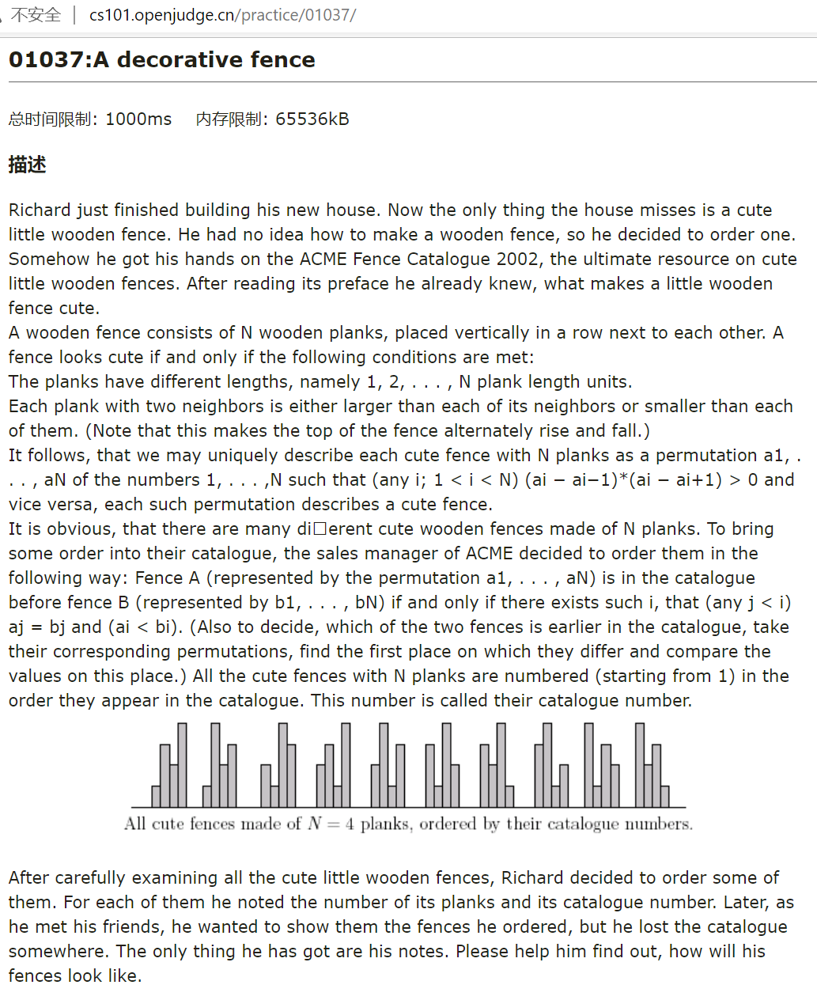 不安全 | cs101.openjudge.cn/practice/01037/
01037:A decorative fence
总时间限制: 1000ms 内存限制: 65536kB
描述
Richard just finished building his new house. Now the only thing the house misses is a cute
little wooden fence. He had no idea how to make a wooden fence, so he decided to order one.
Somehow he got his hands on the ACME Fence Catalogue 2002, the ultimate resource on cute
little wooden fences. After reading its preface he already knew, what makes a little wooden
fence cute.
A wooden fence consists of N wooden planks, placed vertically in a row next to each other. A
fence looks cute if and only if the following conditions are met:
The planks have different lengths, namely 1, 2, . . . , N plank length units.
Each plank with two neighbors is either larger than each of its neighbors or smaller than each
of them. (Note that this makes the top of the fence alternately rise and fall.)
It follows, that we may uniquely describe each cute fence with N planks as a permutation a1, .
. . , aN of the numbers 1, . . . ,N such that (any i; 1 < i < N) (ai − ai−1)*(ai − ai+1) > 0 and
vice versa, each such permutation describes a cute fence.
It is obvious, that there are many di□erent cute wooden fences made of N planks. To bring
some order into their catalogue, the sales manager of ACME decided to order them in the
following way: Fence A (represented by the permutation a1, . . . , aN) is in the catalogue
before fence B (represented by b1, . . . , bN) if and only if there exists such i, that (any j < i)
aj = bj and (ai < bi). (Also to decide, which of the two fences is earlier in the catalogue, take
their corresponding permutations, find the first place on which they differ and compare the
values on this place.) All the cute fences with N planks are numbered (starting from 1) in the
order they appear in the catalogue. This number is called their catalogue number.
All cute fences made of N = 4 planks, ordered by their catalogue numbers.
After carefully examining all the cute little wooden fences, Richard decided to order some of
them. For each of them he noted the number of its planks and its catalogue number. Later, as
he met his friends, he wanted to show them the fences he ordered, but he lost the catalogue
somewhere. The only thing he has got are his notes. Please help him find out, how will his
fences look like.